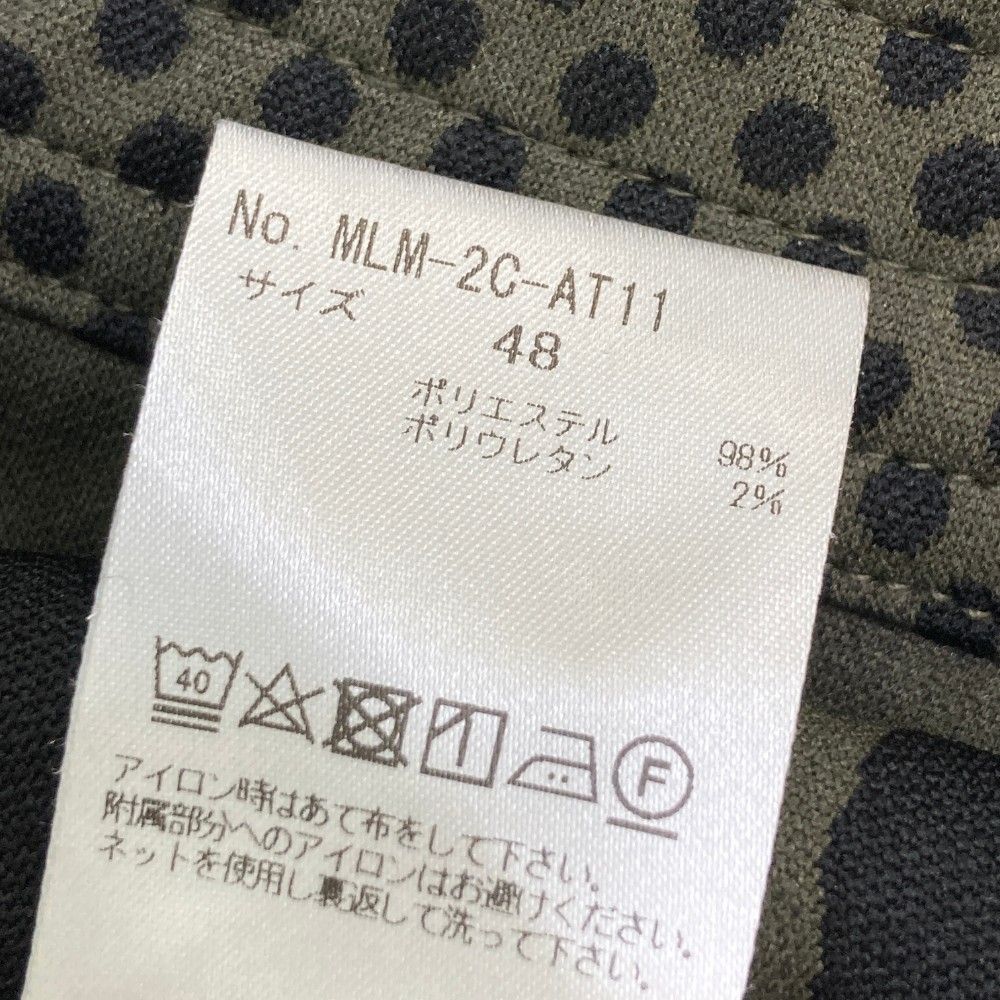 No. MLM-2C-AT11
サイズ
48
ポリエステル 98%
ポリウレタン 2%
40
F
アイロン時はあて布をして下さい。
附属部分へのアイロンはお避けください。
ネットを使用し裏返して洗って下さい。